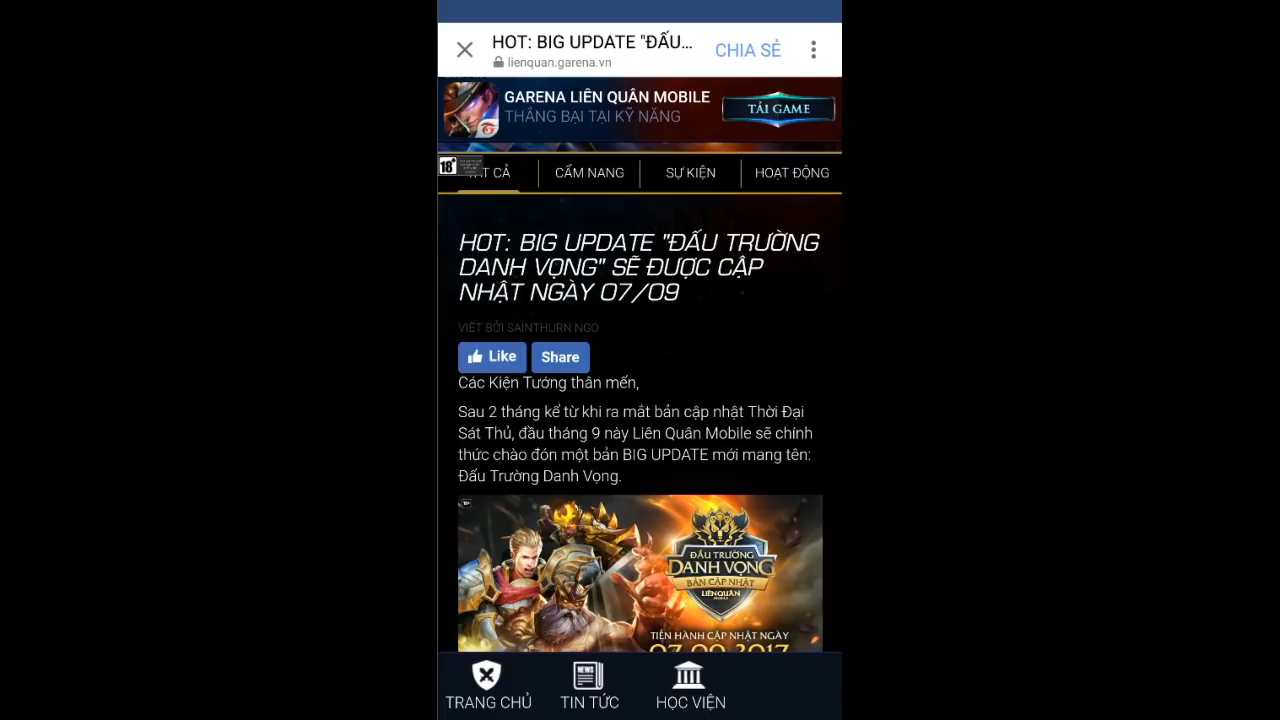 HOT: BIG UPDATE "ĐẤU...
lienquan.garena.vn
CHIA SẺ
GARENA LIÊN QUÂN MOBILE
THẮNG BẠI TẠI KỸ NĂNG
TẢI GAME
18+
CẢ
CẨM NANG
SỰ KIỆN
HOẠT ĐỘNG
HOT: BIG UPDATE "ĐẤU TRƯỜNG
DANH VỌNG" SẼ ĐƯỢC CẬP
NHẬT NGÀY 07/09
VIẾT BỞI SAINTHURN NGO
Like
Share
Các Kiện Tướng thân mến,
Sau 2 tháng kể từ khi ra mắt bản cập nhật Thời Đại
Sát Thủ, đầu tháng 9 này Liên Quân Mobile sẽ chính
thức chào đón một bản BIG UPDATE mới mang tên:
Đấu Trường Danh Vọng.
ĐẤU TRƯỜNG
DANH VỌNG
BẢN CẬP NHẬT
LIÊN QUÂN
MOBILE
TIẾN HÀNH CẬP NHẬT NGÀY
07.09.2017
TRANG CHỦ
TIN TỨC
HỌC VIỆN